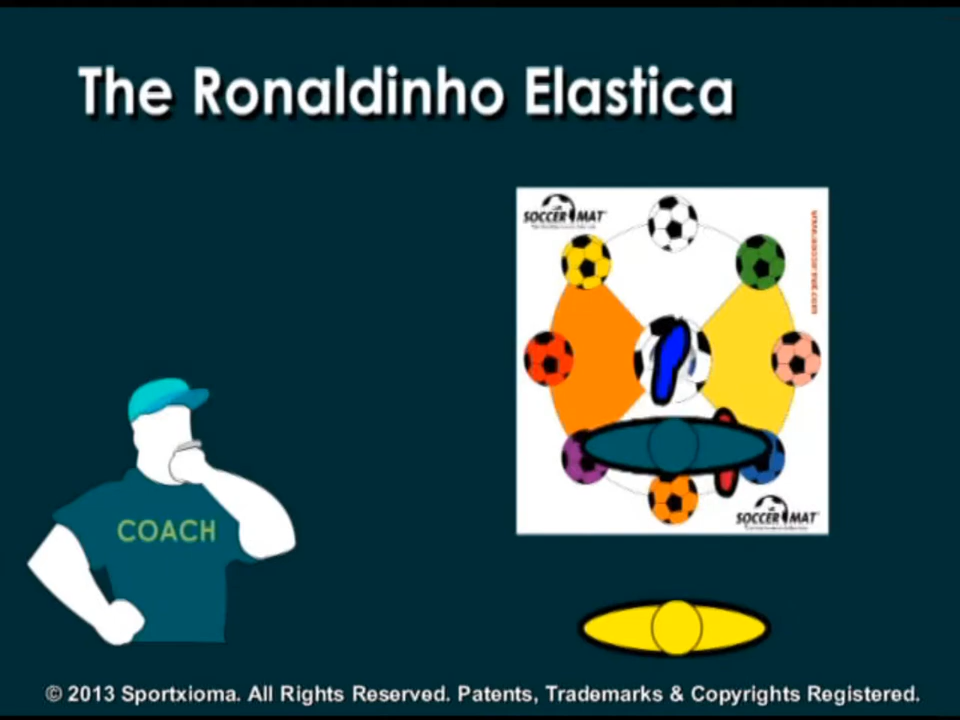 The Ronaldinho Elastica
SOCCER MAT
COACH
SOCCER MAT
© 2013 Sportxioma. All Rights Reserved. Patents, Trademarks & Copyrights Registered.